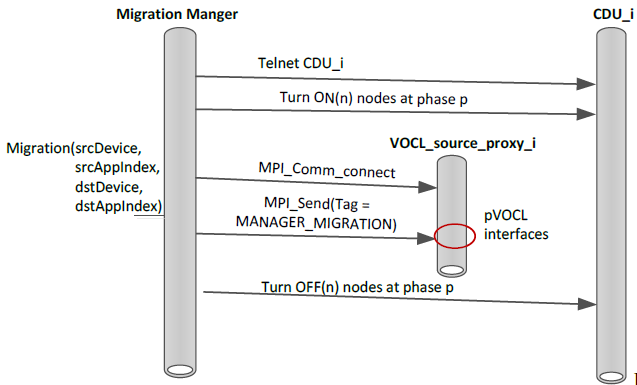 Migration Manger
CDU_i
Telnet CDU_i
Turn ON(n) nodes at phase p
VOCL_source_proxy_i
Migration(srcDevice,
srcAppIndex,
dstDevice,
dstAppIndex)
MPI_Comm_connect
MPI_Send(Tag =
MANAGER_MIGRATION)
pVOCL
interfaces
Turn OFF(n) nodes at phase p